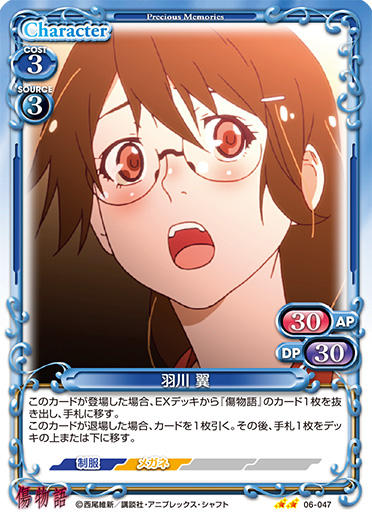 Precious Memories
Character
COST
3
SOURCE
3
30 AP
DP 30
羽川 翼
このカードが登場した場合、EXデッキから『傷物語』のカード1枚を抜
き出し、手札に移す。
このカードが退場した場合、カードを1枚引く。その後、手札1枚をデッ
キの上または下に移す。
制服 メガネ
傷物語
©西尾維新／講談社・アニプレックス・シャフト
06-047